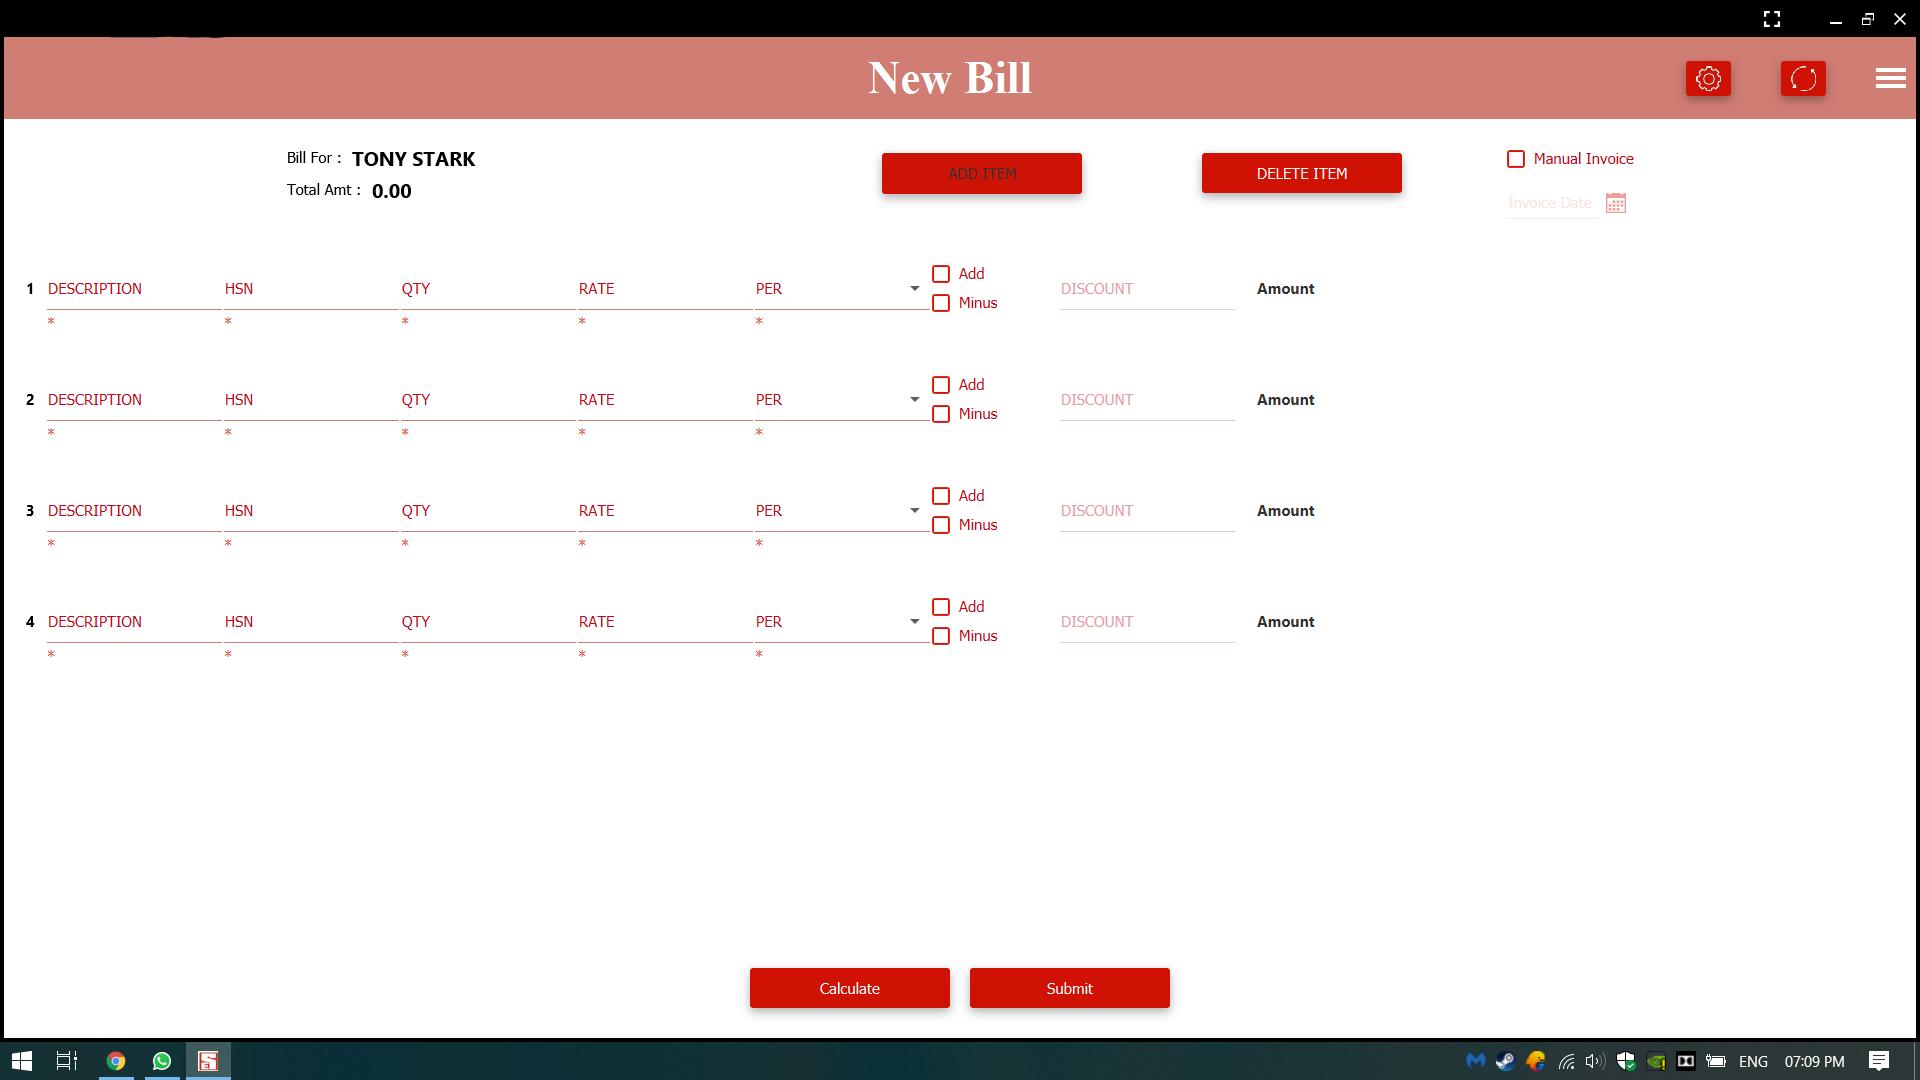 New Bill
Bill For : TONY STARK
Total Amt : 0.00
ADD ITEM
DELETE ITEM
Manual Invoice
Invoice Date
1 DESCRIPTION HSN QTY RATE PER Add Minus DISCOUNT Amount
* * * * *
2 DESCRIPTION HSN QTY RATE PER Add Minus DISCOUNT Amount
* * * * *
3 DESCRIPTION HSN QTY RATE PER Add Minus DISCOUNT Amount
* * * * *
4 DESCRIPTION HSN QTY RATE PER Add Minus DISCOUNT Amount
* * * * *
Calculate Submit
ENG 07:09 PM